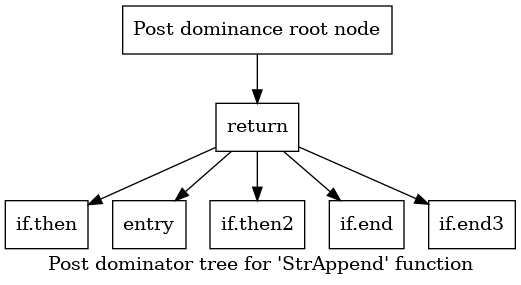 Post dominance root node
return
if.then
entry
if.then2
if.end
if.end3
Post dominator tree for 'StrAppend' function